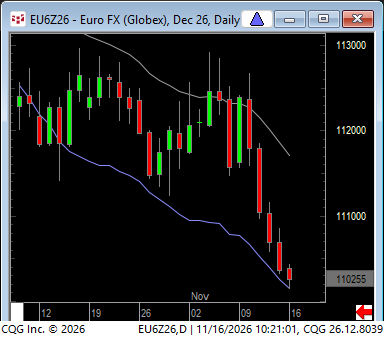 EU6Z26 - Euro FX (Globex), Dec 26, Daily
113000
112000
111000
110255
Nov
12 19 26 02 09 16
CQG Inc. © 2026 EU6Z26,D | 11/16/2026 10:21:01, CQG 26.12.8039